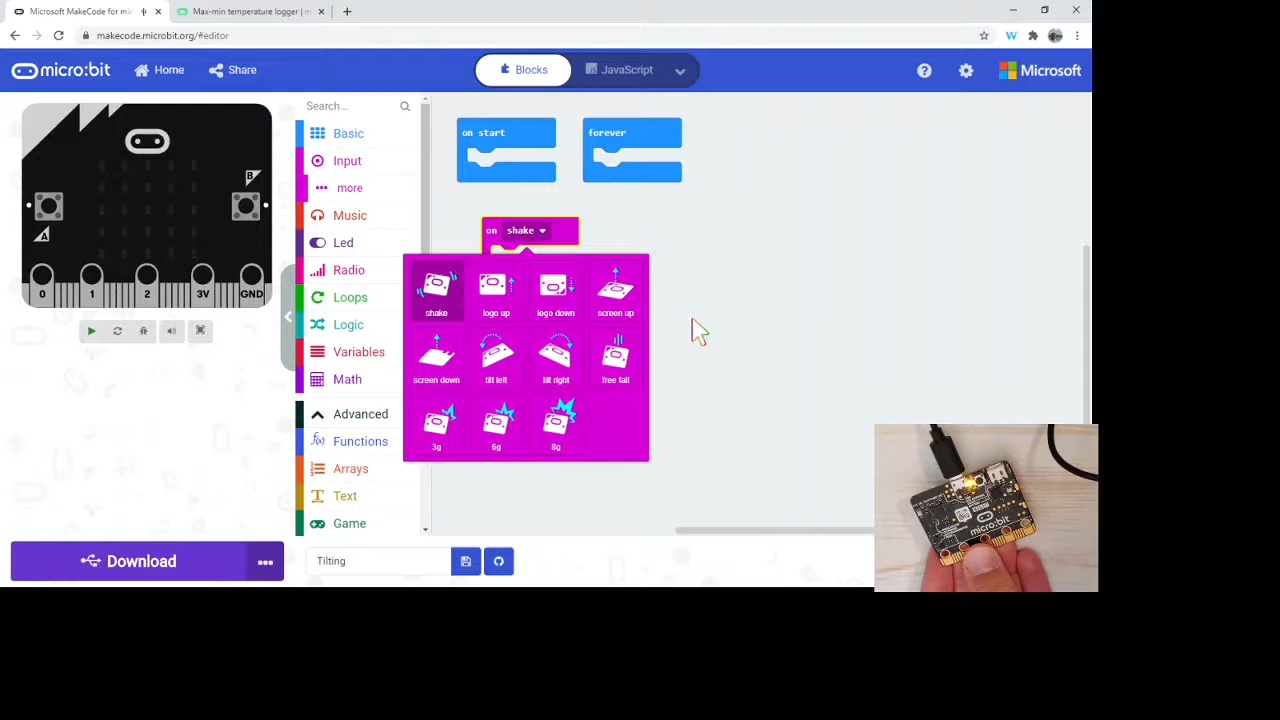 Microsoft MakeCode for mic
Max-min temperature logger | m
makecode.microbit.org/#editor
micro:bit
Home
Share
Blocks
JavaScript
Microsoft
A
B
0
1
2
3V
GND
Search...
Basic
Input
more
Music
Led
Radio
Loops
Logic
Variables
Math
Advanced
Functions
Arrays
Text
Game
on start
forever
on shake
shake
logo up
logo down
screen up
screen down
tilt left
tilt right
free fall
3g
6g
8g
Download
Tilting
micro:bit